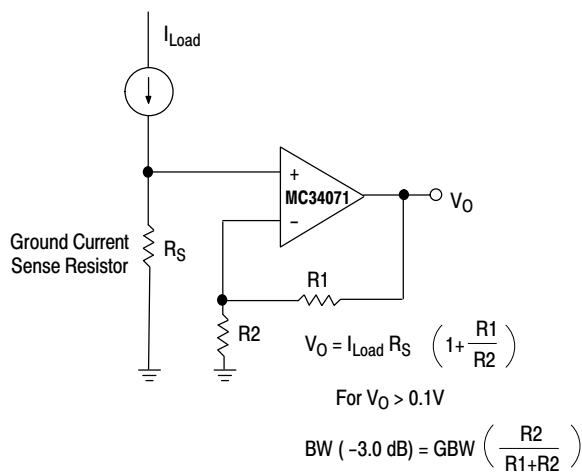 I_Load
+
MC34071
−
V_O
Ground Current
Sense Resistor
R_S
R1
R2
V_O = I_Load R_S (1+ R1/R2)
For V_O > 0.1V
BW ( −3.0 dB) = GBW ( R2/R1+R2 )